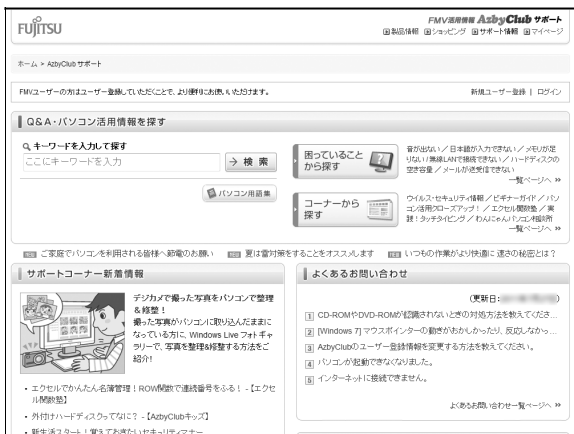 FUJITSU
FMV活用情報 AzbyClub サポート
製品情報 ショッピング サポート情報 マイページ
ホーム > AzbyClub サポート
FMVユーザーの方はユーザー登録していただくことで、より便利にお使いいただけます。
新規ユーザー登録 | ログイン
Q&A・パソコン活用情報を探す
キーワードを入力して探す
ここにキーワードを入力
検索
パソコン用語集
困っていること
から探す
音が出ない／日本語が入力できない／メモリが足
りない！無線LANで接続できない／ハードディスクの
空き容量／メールが送受信できない
一覧ページへ
コーナーから
探す
ウイルス・セキュリティ情報／ビギナーガイド／パソ
コン活用クローズアップ！／エクセル関数塾／実
践！タッチタイピング／わんにゃんパソコン相談所
一覧ページへ
ご家庭でパソコンを利用される皆様へ節電のお願い
夏は雷対策をすることをオススメします
いつもの作業がより快適に 速さの秘密とは？
サポートコーナー新着情報
デジカメで撮った写真をパソコンで整理
&修整！
撮った写真がパソコンに取り込んだままに
なっている方に、Windows Live フォトギャ
ラリーで、写真を整理&修整する方法をご
紹介！
・エクセルでかんたん名簿管理！ROW関数で連続番号をふる！ -【エクセ
ル関数塾】
・外付けハードディスクってなに？ -【AzbyClubキッズ】
・新生活スタート！覚えておきたいセキュリティマナー
よくあるお問い合わせ
(更新日:
1 CD-ROMやDVD-ROMが認識されないときの対処方法を教えてくださ...
2 [Windows 7] マウスポインターの動きがおかしかったり、反応しなかっ...
3 AzbyClubのユーザー登録情報を変更する方法を教えてください。
4 パソコンが起動できなくなりました。
5 インターネットに接続できません。
よくあるお問い合わせ一覧ページへ